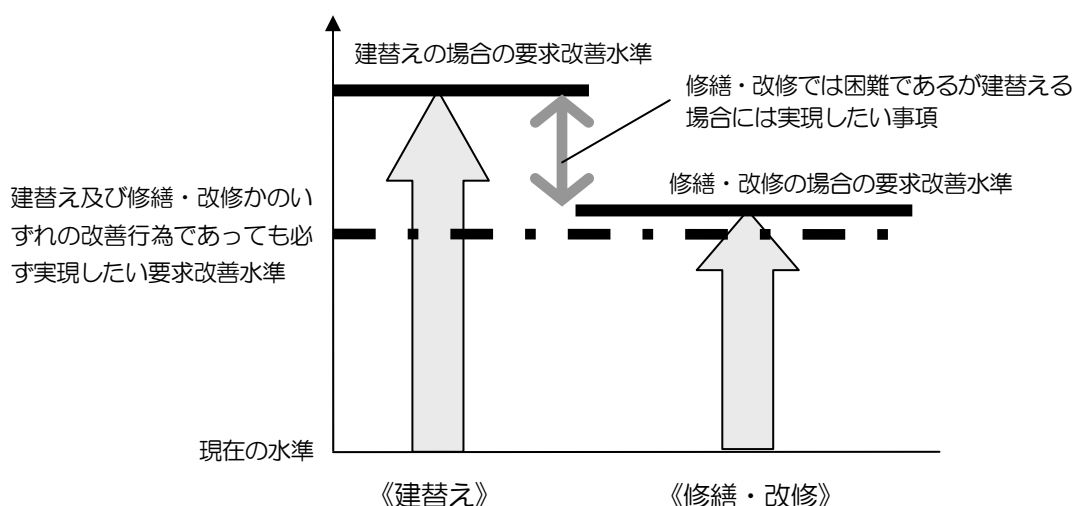 建替えの場合の要求改善水準
修繕・改修では困難であるが建替える
場合には実現したい事項
修繕・改修の場合の要求改善水準
建替え及び修繕・改修かのい
ずれの改善行為であっても必
ず実現したい要求改善水準
現在の水準
《建替え》
《修繕・改修》